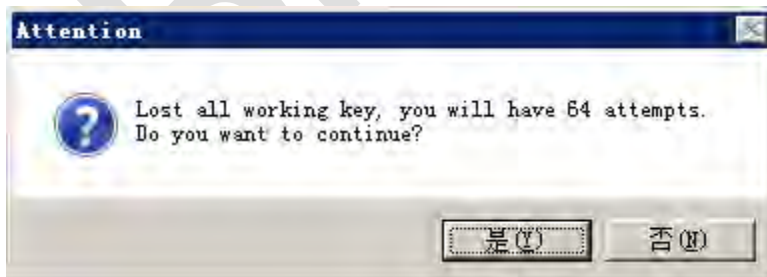 Attention
Lost all working key, you will have 64 attempts.
Do you want to continue?
是(Y)
否(N)